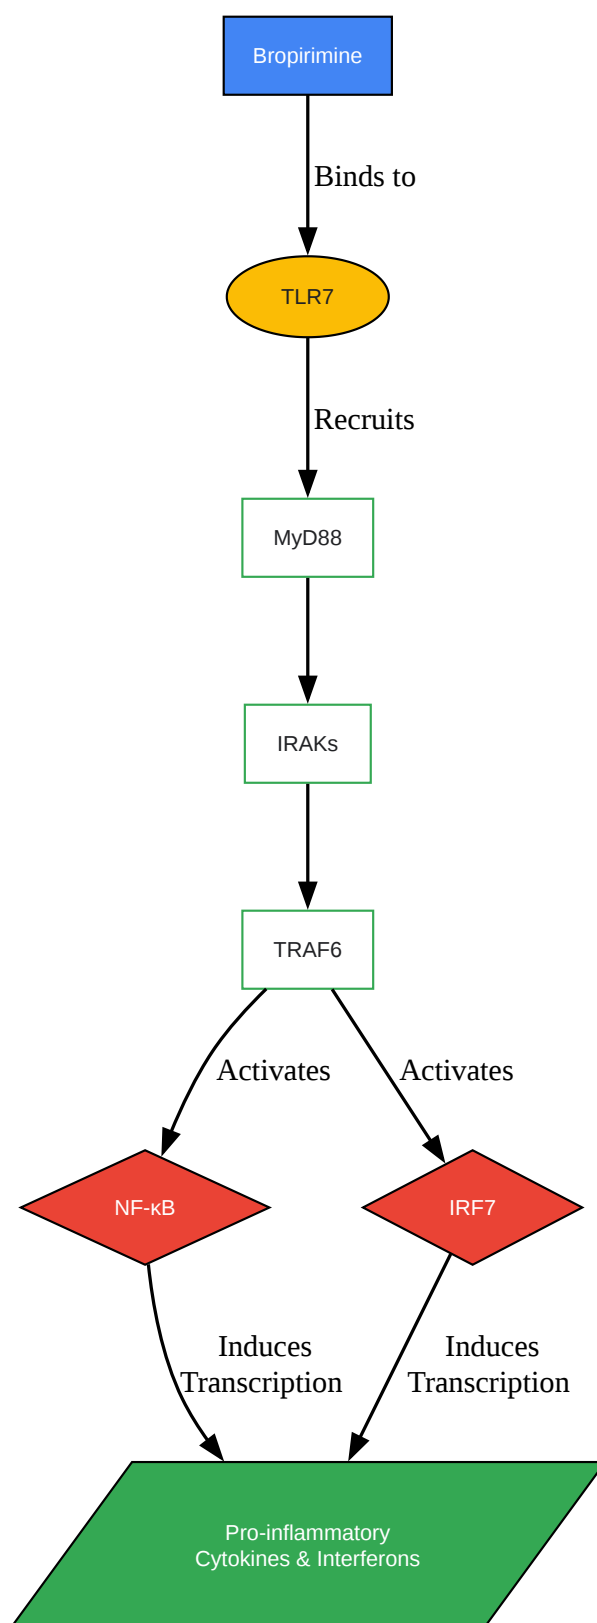 Bropirimine
Binds to
TLR7
Recruits
MyD88
IRAKs
TRAF6
Activates
Activates
NF-κB
IRF7
Induces
Transcription
Induces
Transcription
Pro-inflammatory
Cytokines & Interferons